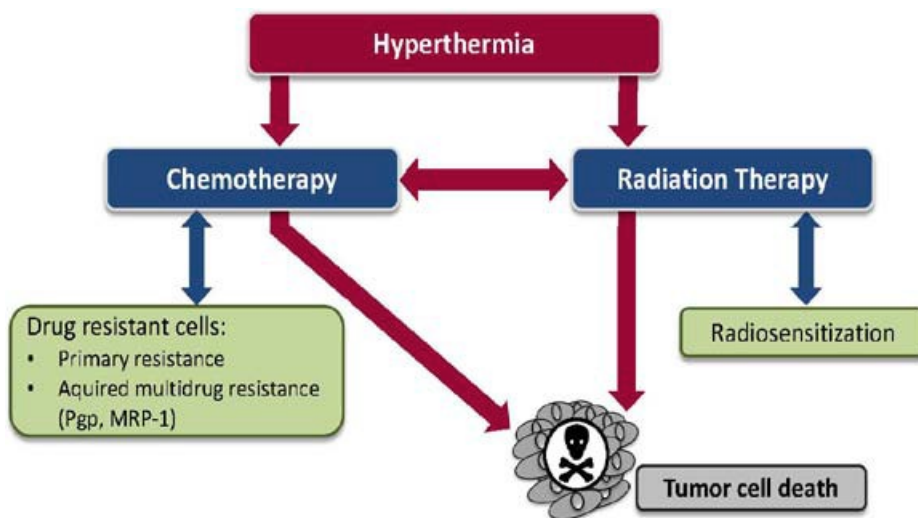 Hyperthermia
Chemotherapy
Radiation Therapy
Drug resistant cells:
• Primary resistance
• Aquired multidrug resistance
(Pgp, MRP-1)
Radiosensitization
Tumor cell death